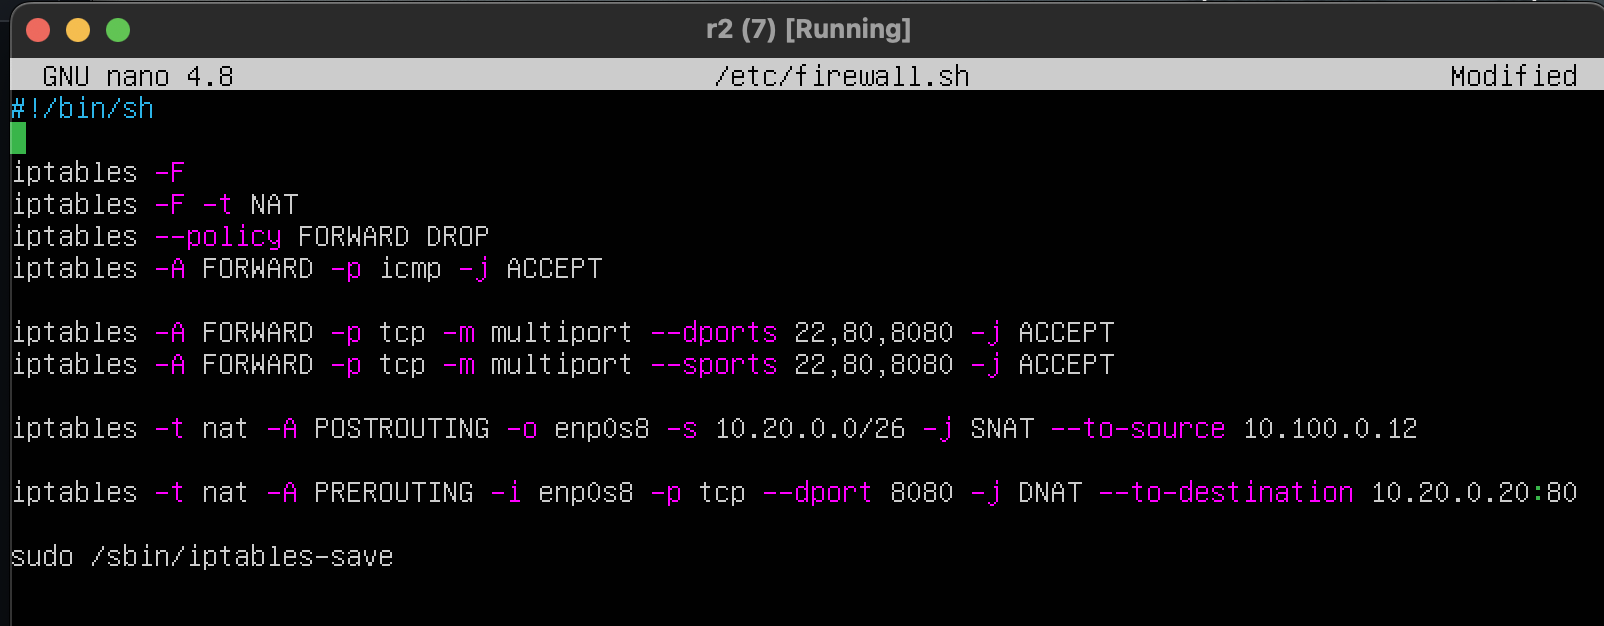 r2 (7) [Running]
GNU nano 4.8 /etc/firewall.sh Modified
#!/bin/sh
iptables -F
iptables -F -t NAT
iptables --policy FORWARD DROP
iptables -A FORWARD -p icmp -j ACCEPT
iptables -A FORWARD -p tcp -m multiport --dports 22,80,8080 -j ACCEPT
iptables -A FORWARD -p tcp -m multiport --sports 22,80,8080 -j ACCEPT
iptables -t nat -A POSTROUTING -o enp0s8 -s 10.20.0.0/26 -j SNAT --to-source 10.100.0.12
iptables -t nat -A PREROUTING -i enp0s8 -p tcp --dport 8080 -j DNAT --to-destination 10.20.0.20:80
sudo /sbin/iptables-save